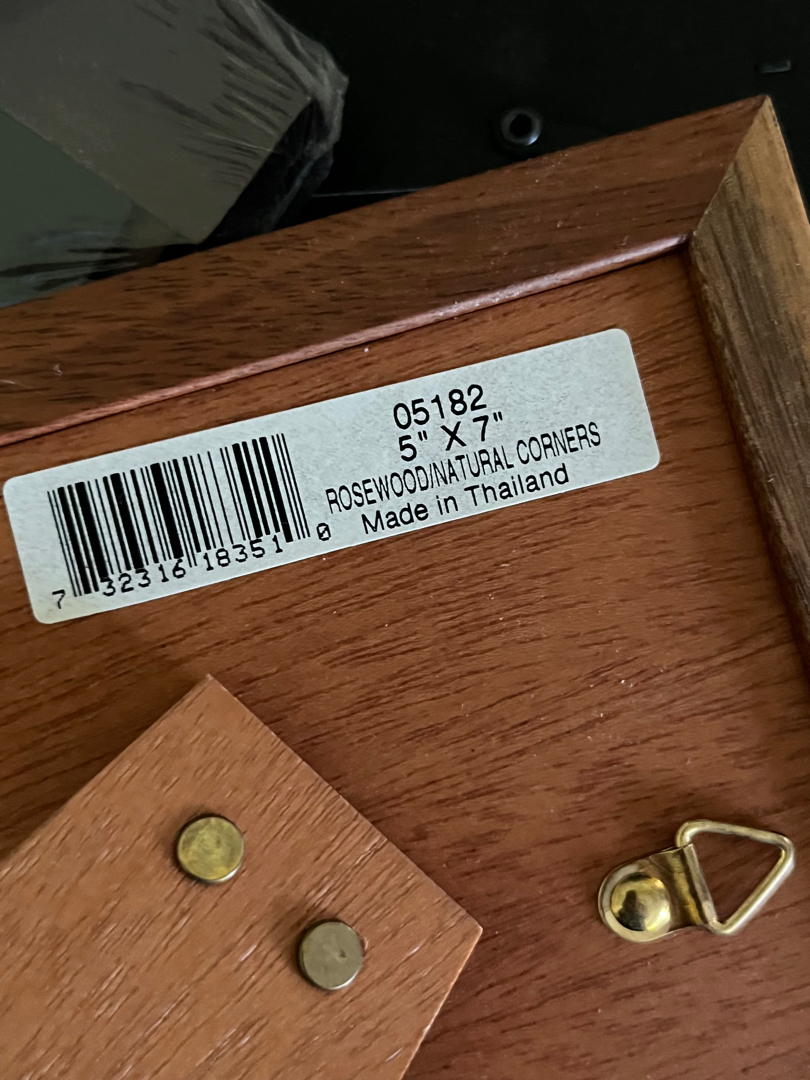 05182
5" X 7"
ROSEWOOD/NATURAL CORNERS
Made in Thailand
7 32316 18351 0